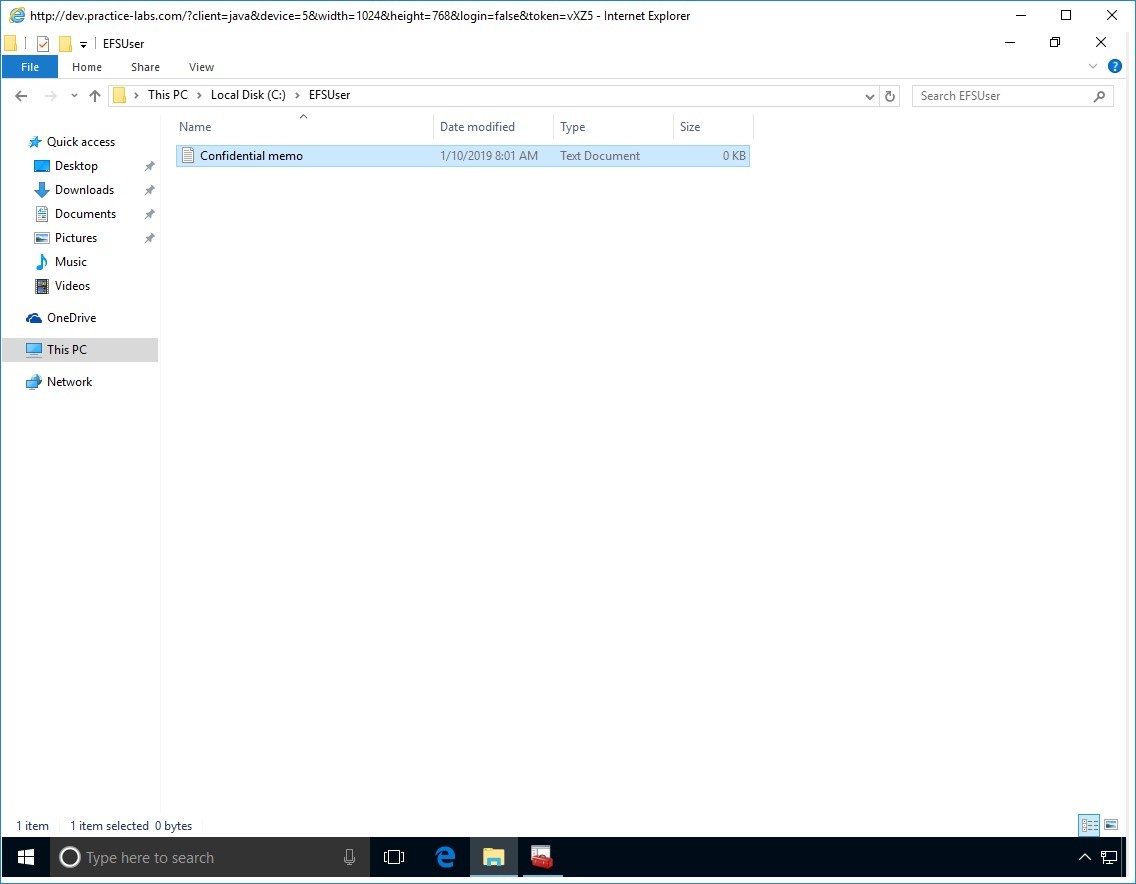 http://dev.practice-labs.com/?client=java&device=5&width=1024&height=768&login=false&token=vXZ5 - Internet Explorer
EFSUser
File Home Share View
This PC Local Disk (C:) EFSUser Search EFSUser
Name Date modified Type Size
Confidential memo 1/10/2019 8:01 AM Text Document 0 KB
Quick access
Desktop
Downloads
Documents
Pictures
Music
Videos
OneDrive
This PC
Network
1 item 1 item selected 0 bytes
Type here to search